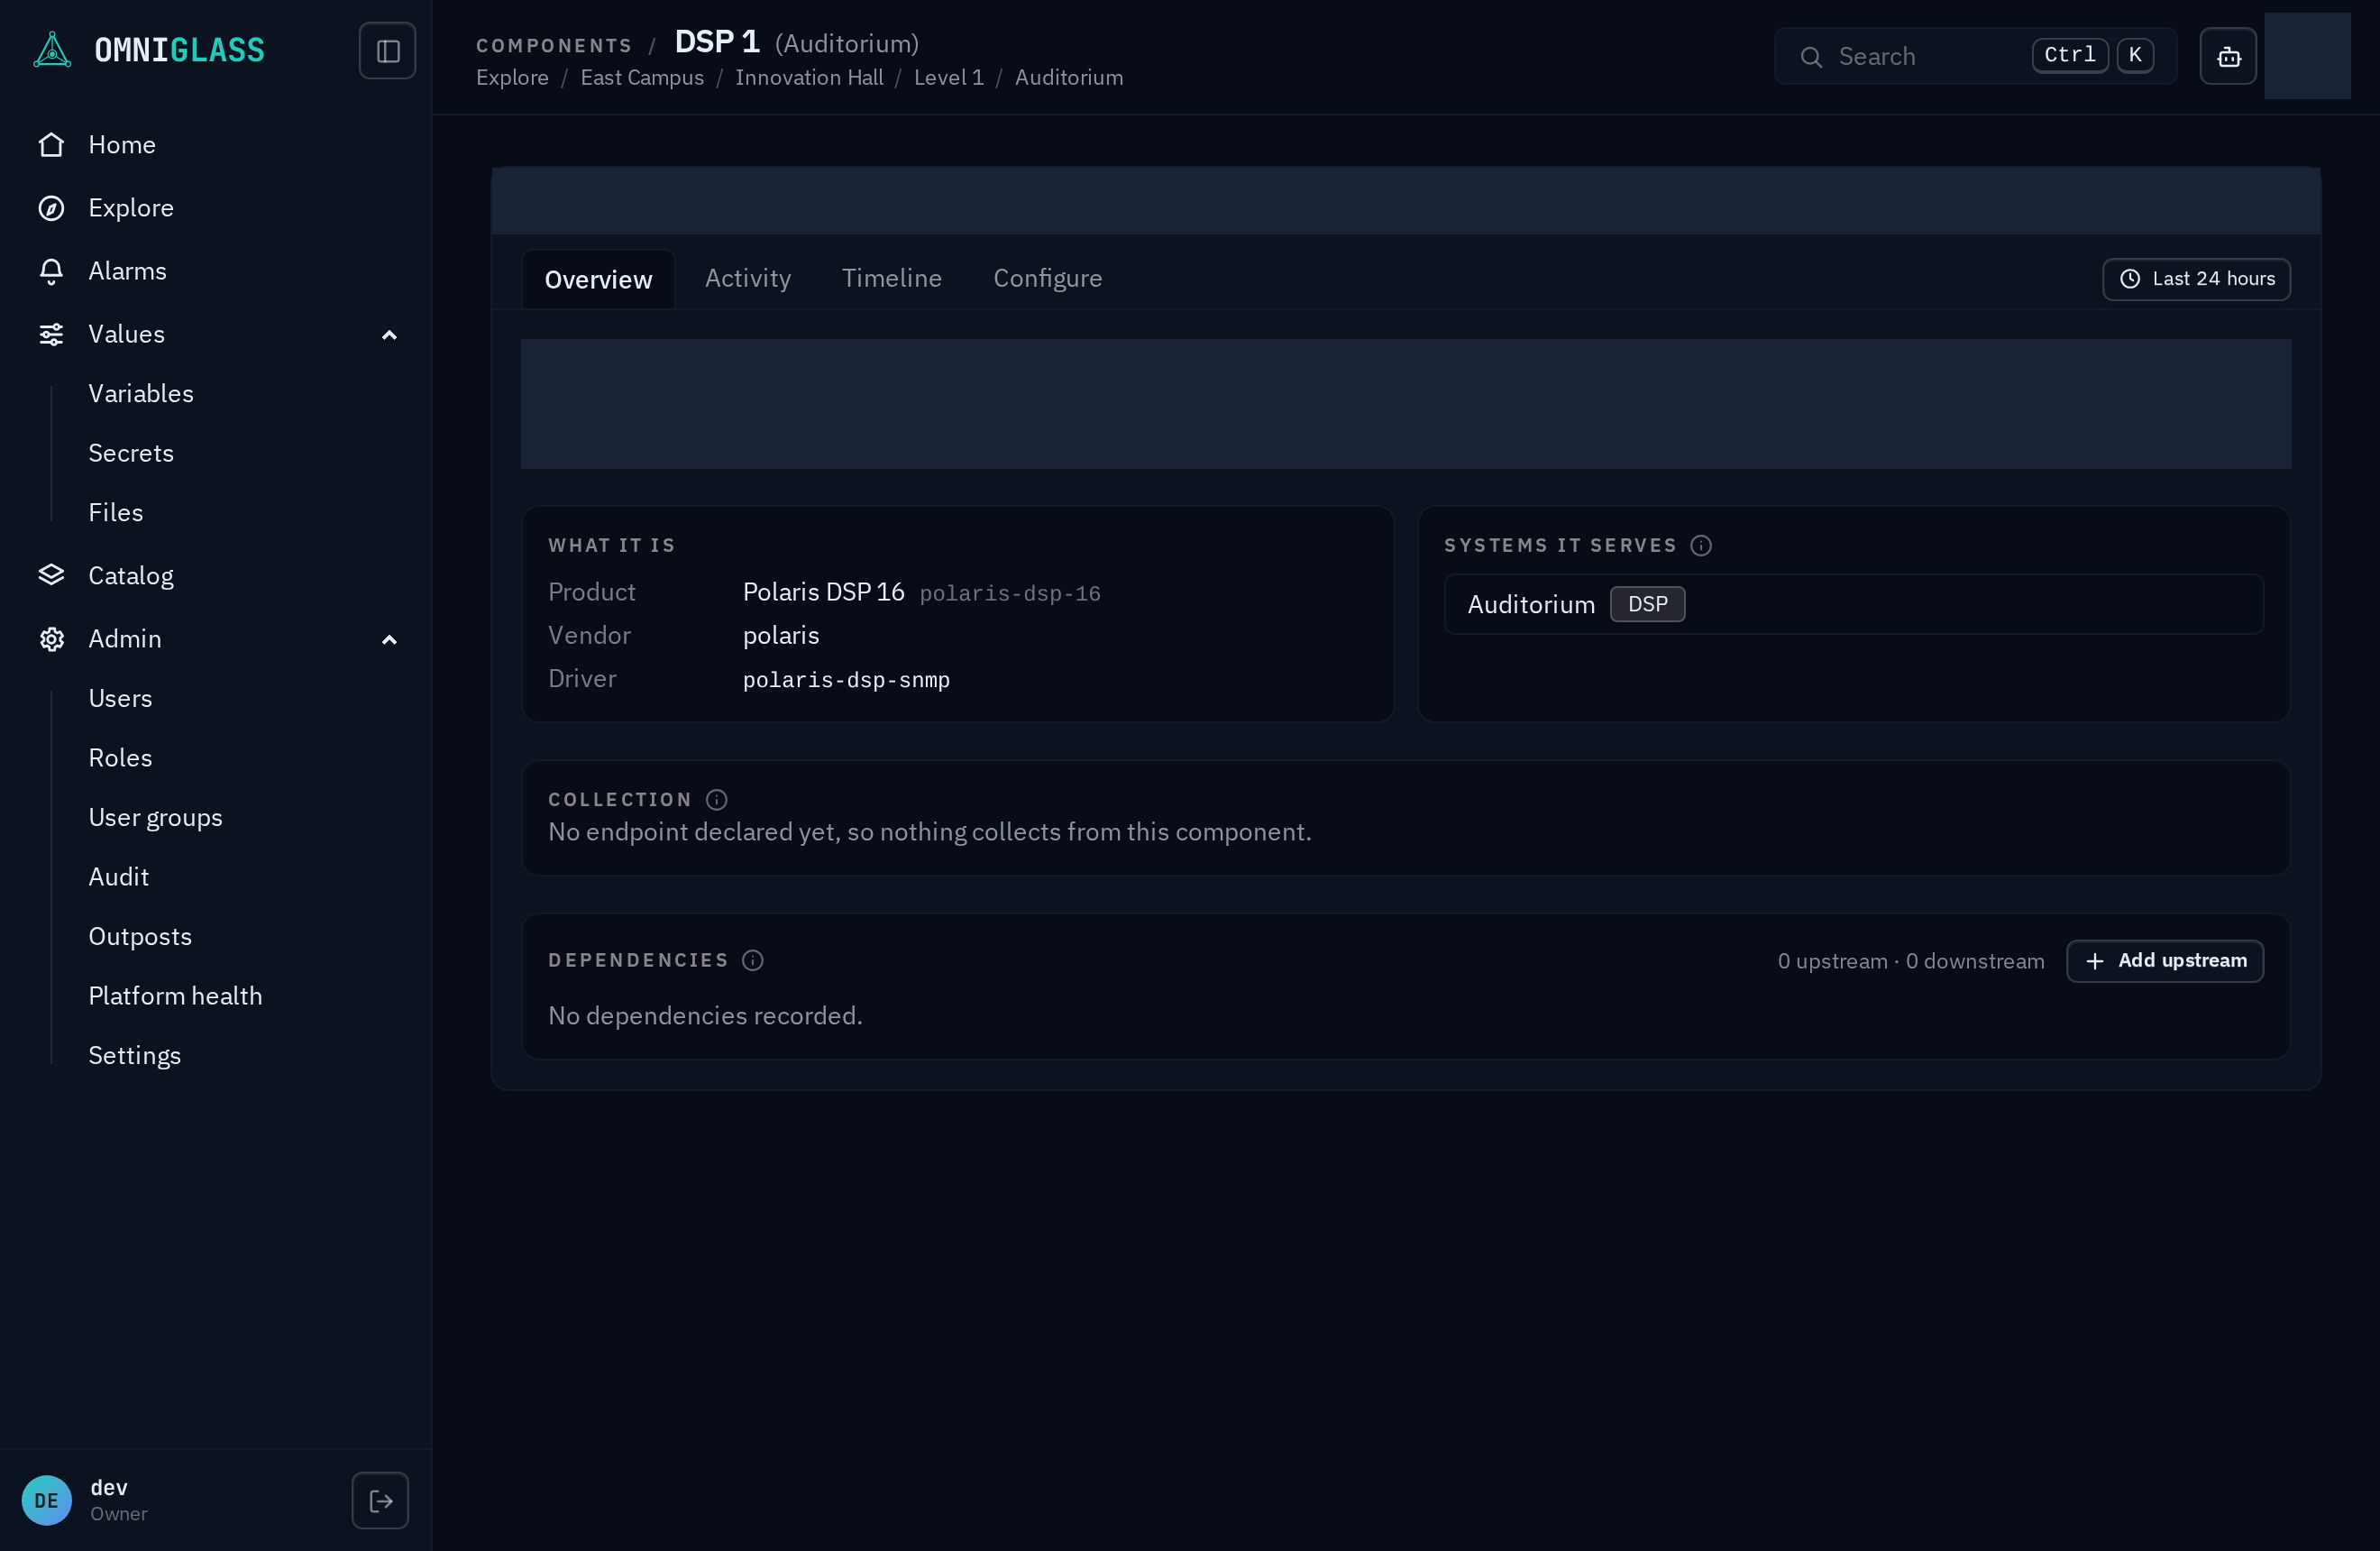 OMNIGLASS
Home
Explore
Alarms
Values
Variables
Secrets
Files
Catalog
Admin
Users
Roles
User groups
Audit
Outposts
Platform health
Settings
DE
dev
Owner
COMPONENTS / DSP 1 (Auditorium)
Explore / East Campus / Innovation Hall / Level 1 / Auditorium
Search Ctrl K
Overview Activity Timeline Configure
Last 24 hours
WHAT IT IS
Product Polaris DSP 16 polaris-dsp-16
Vendor polaris
Driver polaris-dsp-snmp
SYSTEMS IT SERVES
Auditorium DSP
COLLECTION
No endpoint declared yet, so nothing collects from this component.
DEPENDENCIES
0 upstream · 0 downstream
Add upstream
No dependencies recorded.